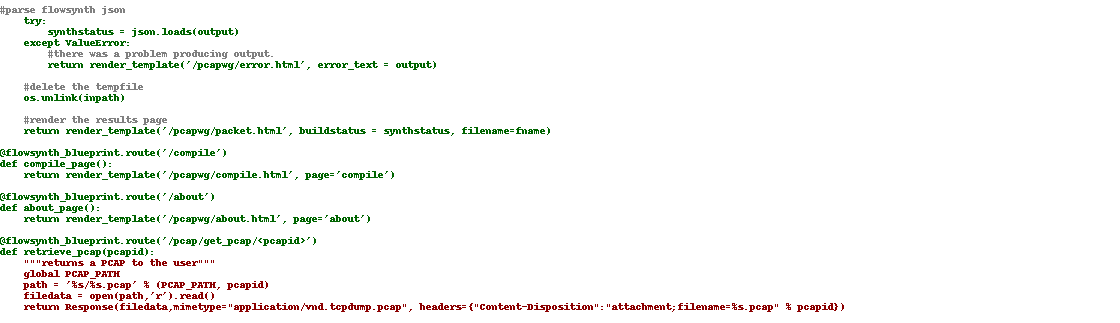 #parse flowsynth json
try:
synthstatus = json.loads(output)
except ValueError:
#there was a problem producing output.
return render_template('/pcapwg/error.html', error_text = output)
#delete the tempfile
os.unlink(inpath)
#render the results page
return render_template('/pcapwg/packet.html', buildstatus = synthstatus, filename=fname)
@flowsynth_blueprint.route('/compile')
def compile_page():
return render_template('/pcapwg/compile.html', page='compile')
@flowsynth_blueprint.route('/about')
def about_page():
return render_template('/pcapwg/about.html', page='about')
@flowsynth_blueprint.route('/pcap/get_pcap/<pcapid>')
def retrieve_pcap(pcapid):
"""returns a PCAP to the user"""
global PCAP_PATH
path = '%s/%s.pcap' % (PCAP_PATH, pcapid)
filedata = open(path,'r').read()
return Response(filedata,mimetype="application/vnd.tcpdump.pcap", headers={"Content-Disposition":"attachment;filename=%s.pcap" % pcapid})